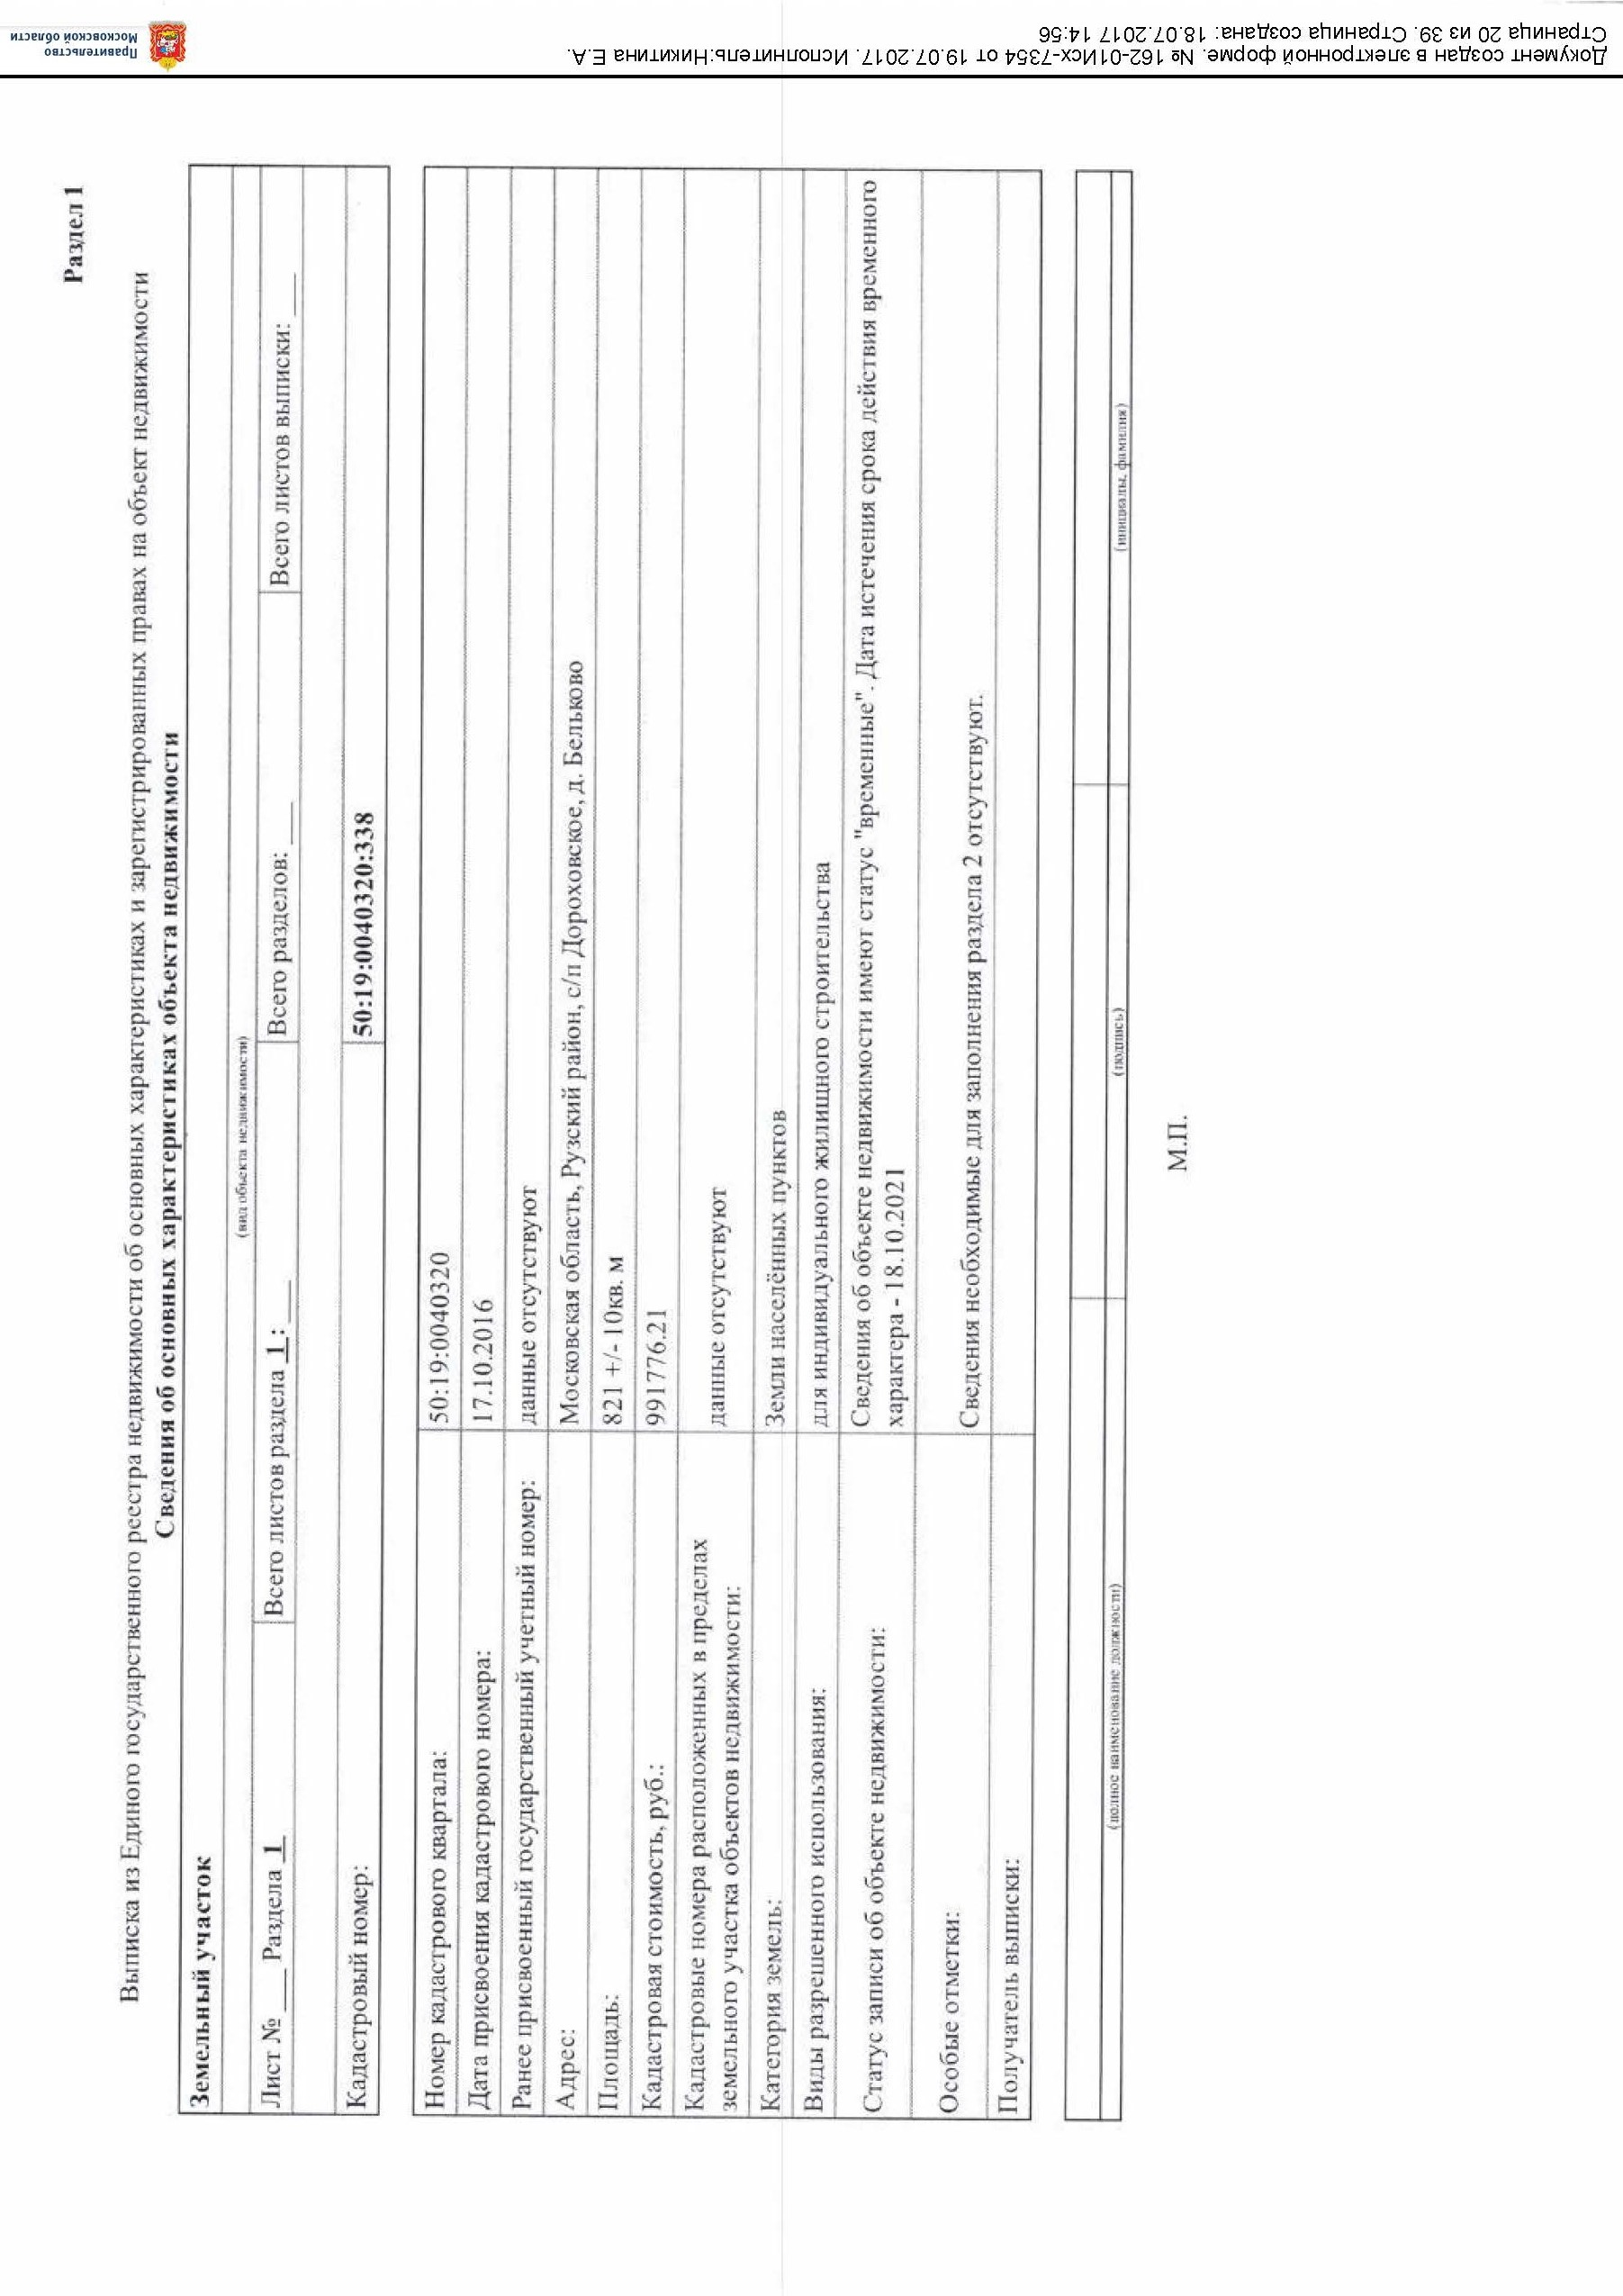 Документ создан в электронной форме. № 162-01Исх-7354 от 19.07.2017. Исполнитель:Никитина Е.А.
Страница 20 из 39. Страница создана: 18.07.2017 14:56
Правительство
Московской области
Раздел 1
Выписка из Единого государственного реестра недвижимости об основных характеристиках и зарегистрированных правах на объект недвижимости
Сведения об основных характеристиках объекта недвижимости
Земельный участок
(вид объекта недвижимости)
Лист № ___ Раздела 1 Всего листов раздела 1 : ___ Всего разделов: ___ Всего листов выписки: ___
Кадастровый номер: 50:19:0040320:338
Номер кадастрового квартала: 50:19:0040320
Дата присвоения кадастрового номера: 17.10.2016
Ранее присвоенный государственный учетный номер: данные отсутствуют
Адрес: Московская область, Рузский район, с/п Дороховское, д. Бельково
Площадь: 821 +/- 10кв. м
Кадастровая стоимость, руб.: 991776.21
Кадастровые номера расположенных в пределах
земельного участка объектов недвижимости: данные отсутствуют
Категория земель: Земли населённых пунктов
Виды разрешенного использования: для индивидуального жилищного строительства
Статус записи об объекте недвижимости: Сведения об объекте недвижимости имеют статус "временные". Дата истечения срока действия временного
характера - 18.10.2021
Особые отметки: Сведения необходимые для заполнения раздела 2 отсутствуют.
Получатель выписки:
(полное наименование должности) (подпись) (инициалы, фамилия)
М.П.